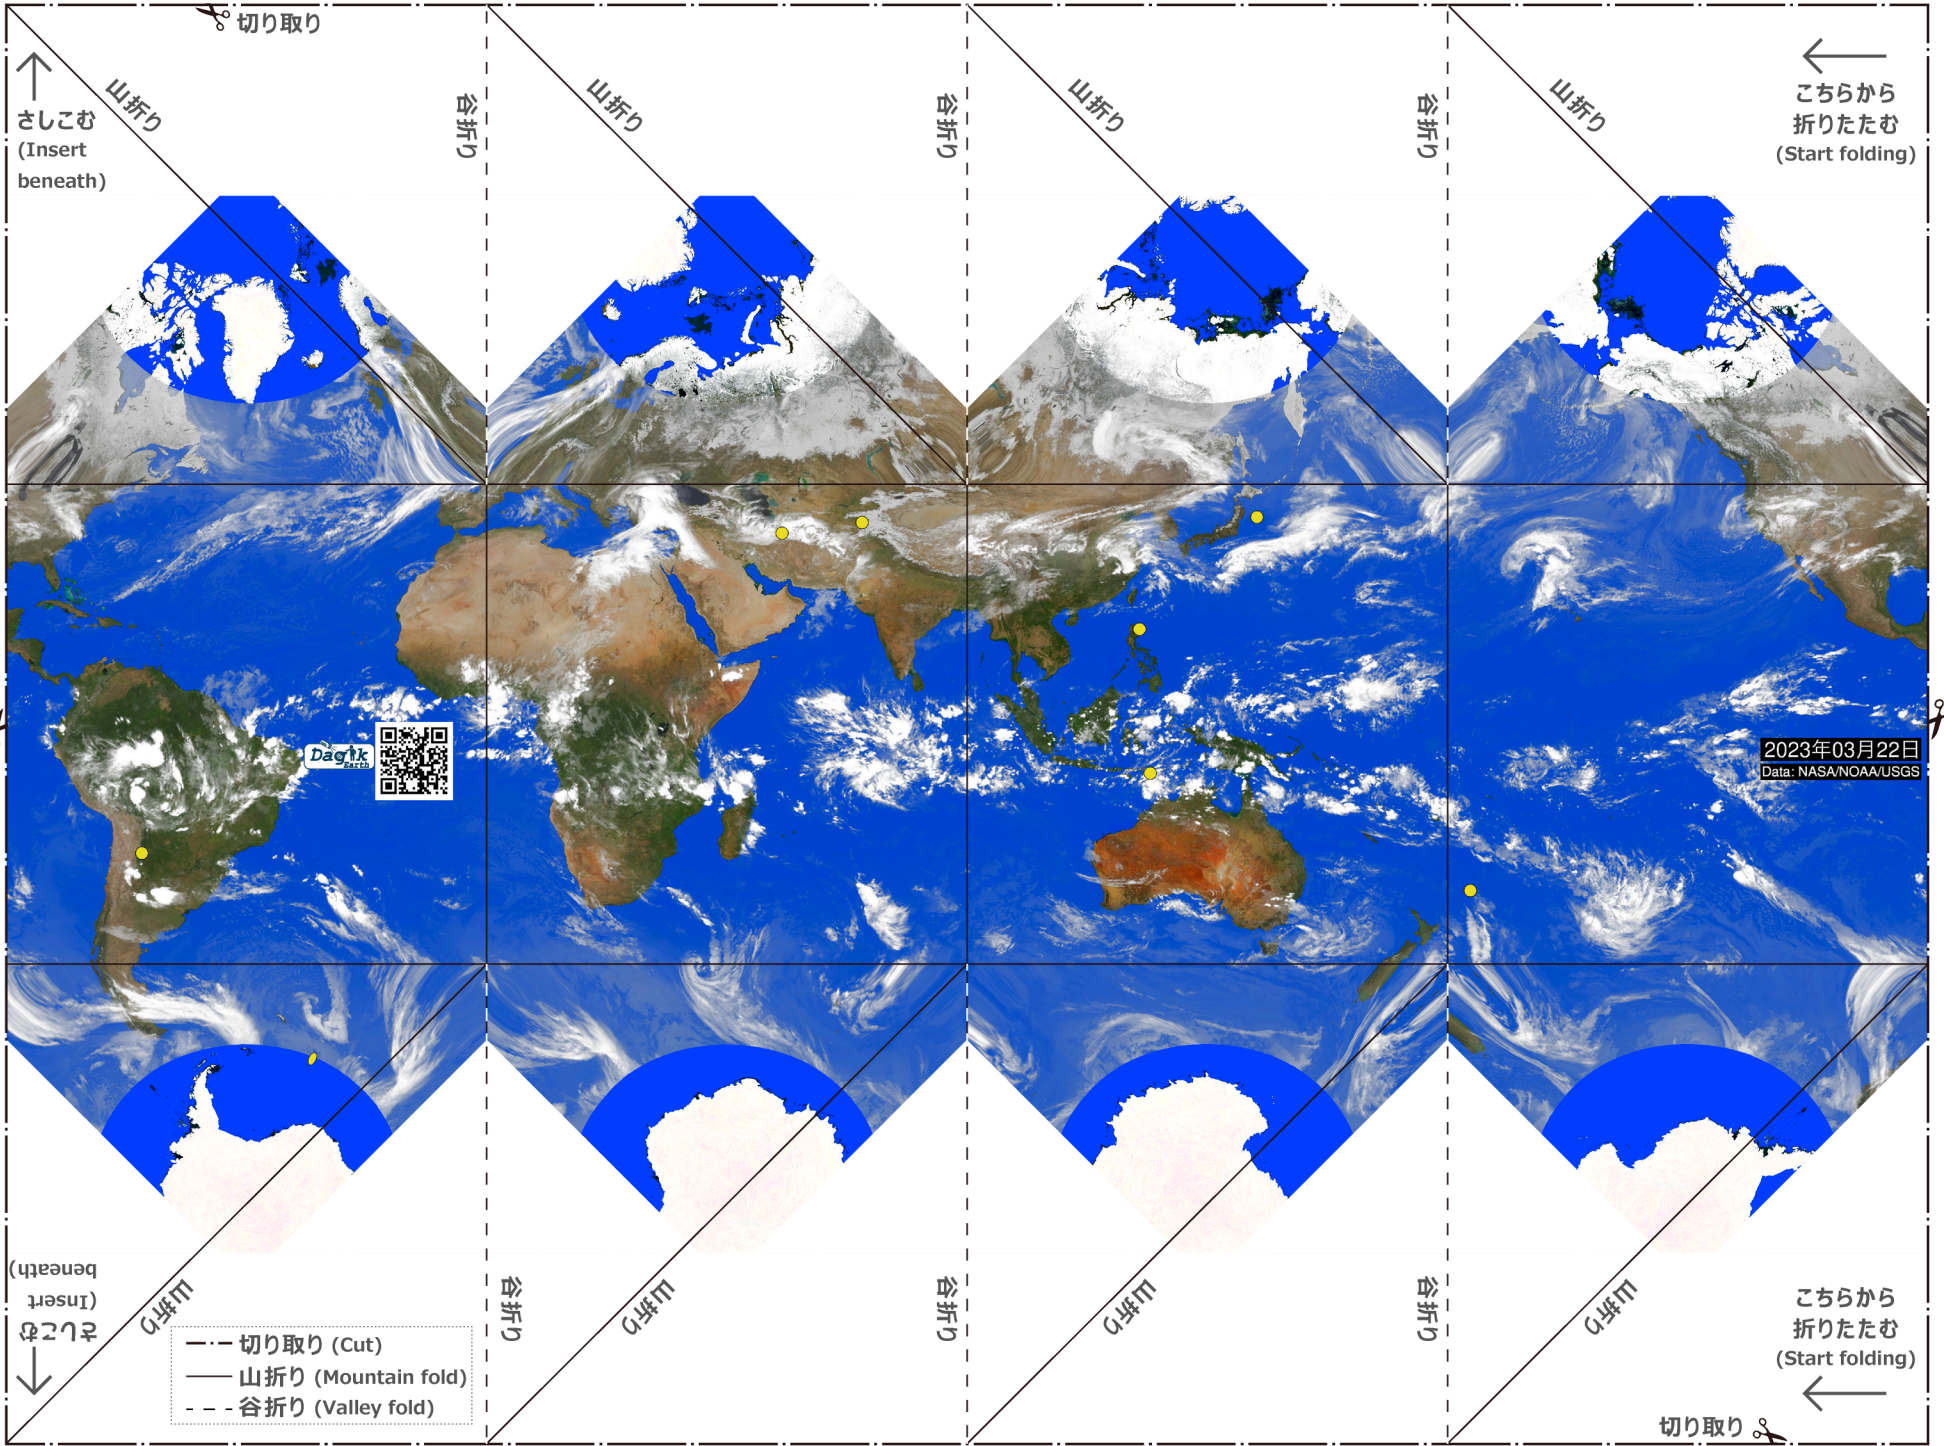 切り取り
山折り
谷折り
山折り
谷折り
山折り
谷折り
山折り
さしこむ
(Insert
beneath)
こちらから
折りたたむ
(Start folding)
Dagik
Earth
2023年03月22日
Data: NASA/NOAA/USGS
さしこむ
(Insert
beneath)
山折り
谷折り
山折り
谷折り
山折り
谷折り
山折り
切り取り (Cut)
山折り (Mountain fold)
谷折り (Valley fold)
こちらから
折りたたむ
(Start folding)
切り取り